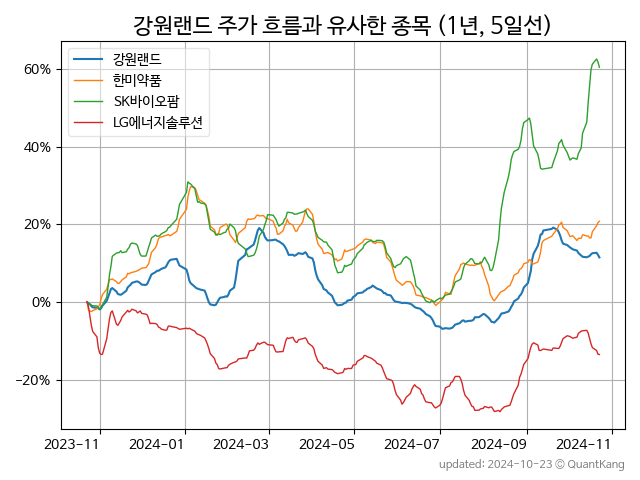 강원랜드 주가 흐름과 유사한 종목 (1년, 5일선)
강원랜드
한미약품
SK바이오팜
LG에너지솔루션
60%
40%
20%
0%
−20%
2023-11 2024-01 2024-03 2024-05 2024-07 2024-09 2024-11
updated: 2024-10-23 © QuantKang